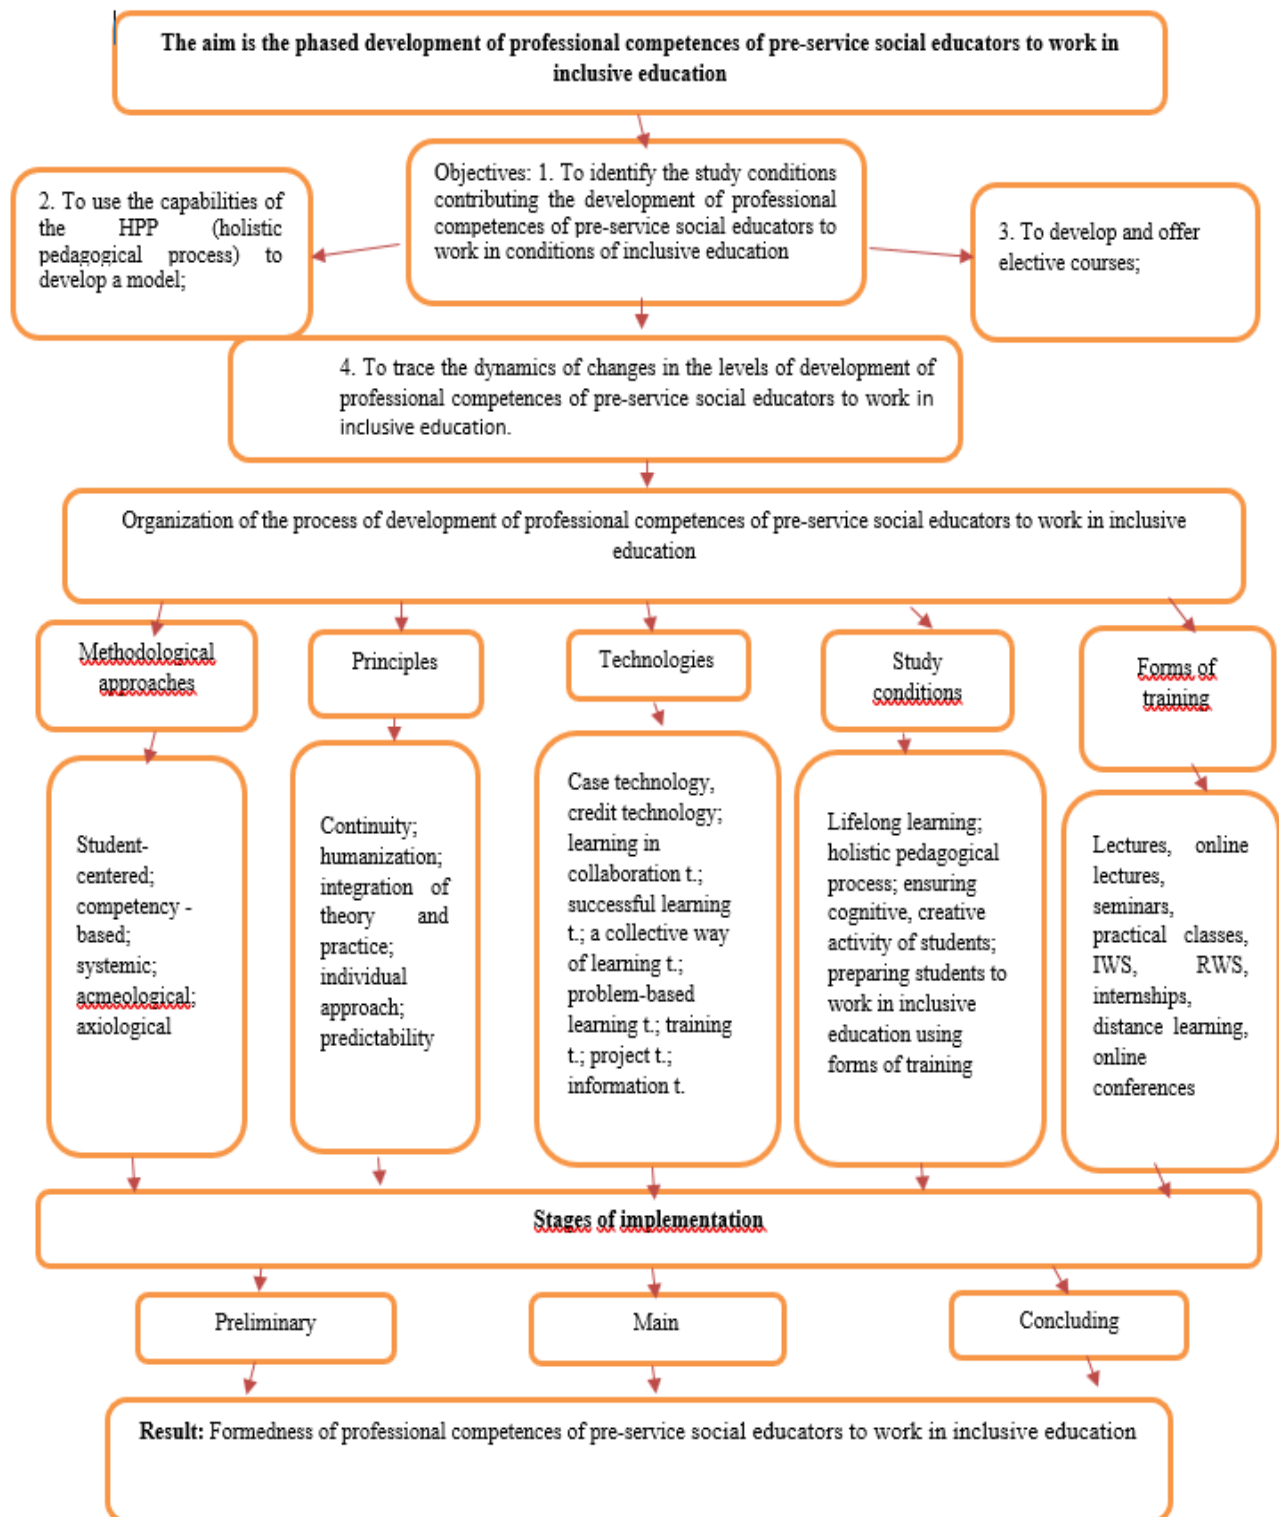 The aim is the phased development of professional competences of pre-service social educators to work in
inclusive education
Objectives: 1. To identify the study conditions
contributing the development of professional
competences of pre-service social educators to
work in conditions of inclusive education
2. To use the capabilities of
the HPP (holistic
pedagogical process) to
develop a model;
3. To develop and offer
elective courses;
4. To trace the dynamics of changes in the levels of development of
professional competences of pre-service social educators to work in
inclusive education.
Organization of the process of development of professional competences of pre-service social educators to work in inclusive
education
Methodological
approaches
Principles
Technologies
Study
conditions
Forms of
training
Student-
centered;
competency -
based;
systemic;
acmeological;
axiological
Continuity;
humanization;
integration of
theory and
practice;
individual
approach;
predictability
Case technology,
credit technology;
learning in
collaboration t.;
successful learning
t.; a collective way
of learning t.;
problem-based
learning t.; training
t.; project t.;
information t.
Lifelong learning;
holistic pedagogical
process; ensuring
cognitive, creative
activity of students;
preparing students to
work in inclusive
education using
forms of training
Lectures, online
lectures,
seminars,
practical classes,
IWS, RWS,
internships,
distance learning,
online
conferences
Stages of implementation
Preliminary
Main
Concluding
Result: Formedness of professional competences of pre-service social educators to work in inclusive education